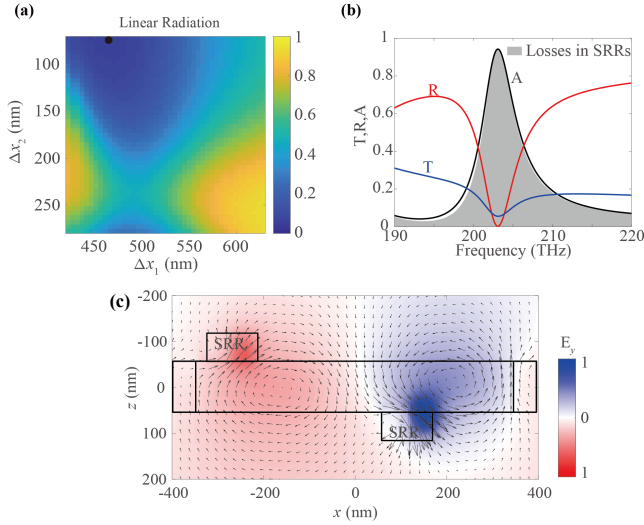 (a)
Linear Radiation
100
150
200
250
Δx₂ (nm)
450 500 550 600
Δx₁ (nm)
1
0.8
0.6
0.4
0.2
0
(b)
Losses in SRRs
A
R
T
T,R,A
1
0.8
0.6
0.4
0.2
0
190 200 210 220
Frequency (THz)
(c)
-200
-100
0
100
200
z (nm)
SRR
SRR
-400 -200 0 200 400
x (nm)
E_y
1
0
1